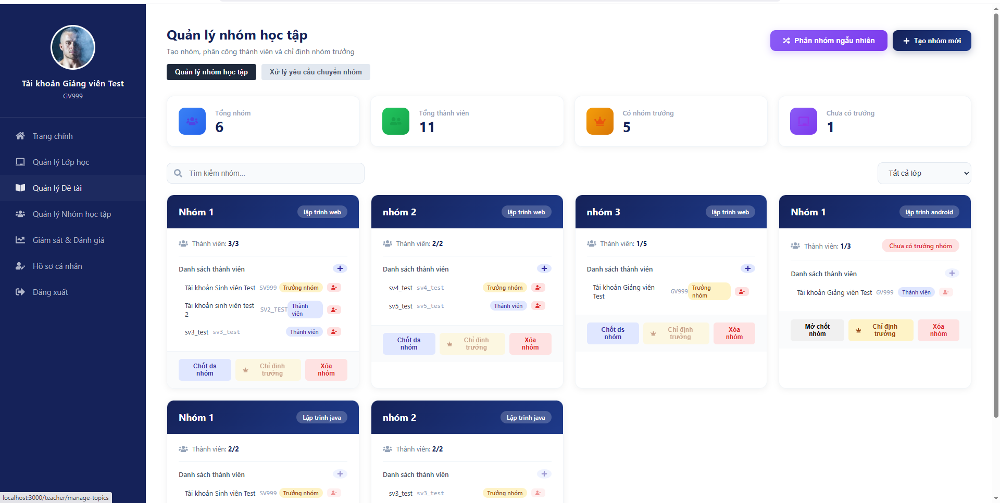 Tài khoản Giảng viên Test
GV999
Trang chính
Quản lý Lớp học
Quản lý Đề tài
Quản lý Nhóm học tập
Giám sát & Đánh giá
Hồ sơ cá nhân
Đăng xuất
localhost:3000/teacher/manage-topics
Quản lý nhóm học tập
Tạo nhóm, phân công thành viên và chỉ định nhóm trưởng
Phân nhóm ngẫu nhiên
Tạo nhóm mới
Quản lý nhóm học tập
Xử lý yêu cầu chuyển nhóm
Tổng nhóm
6
Tổng thành viên
11
Có nhóm trưởng
5
Chưa có trưởng
1
Tìm kiếm nhóm...
Tất cả lớp
Nhóm 1
lập trình web
Thành viên: 3/3
Danh sách thành viên
Tài khoản Sinh viên Test SV999 Trưởng nhóm
Tài khoản sinh viên test
2
SV2_TEST
Thành
viên
sv3_test sv3_test Thành viên
Chốt ds
nhóm
Chỉ định
trưởng
Xóa
nhóm
nhóm 2
lập trình web
Thành viên: 2/2
Danh sách thành viên
sv4_test sv4_test Trưởng nhóm
sv5_test sv5_test Thành viên
Chốt ds
nhóm
Chỉ định
trưởng
Xóa
nhóm
nhóm 3
lập trình web
Thành viên: 1/5
Danh sách thành viên
Tài khoản Giảng viên
Test
GV999
Trưởng
nhóm
Chốt ds
nhóm
Chỉ định
trưởng
Xóa
nhóm
Nhóm 1
lập trình android
Thành viên: 1/3
Chưa có trưởng nhóm
Danh sách thành viên
Tài khoản Giảng viên Test GV999 Thành viên
Mở chốt
nhóm
Chỉ định
trưởng
Xóa
nhóm
Nhóm 1
Lập trình java
Thành viên: 2/2
Danh sách thành viên
Tài khoản Sinh viên Test SV999 Trưởng nhóm
nhóm 2
Lập trình java
Thành viên: 2/2
Danh sách thành viên
sv3_test sv3_test Trưởng nhóm